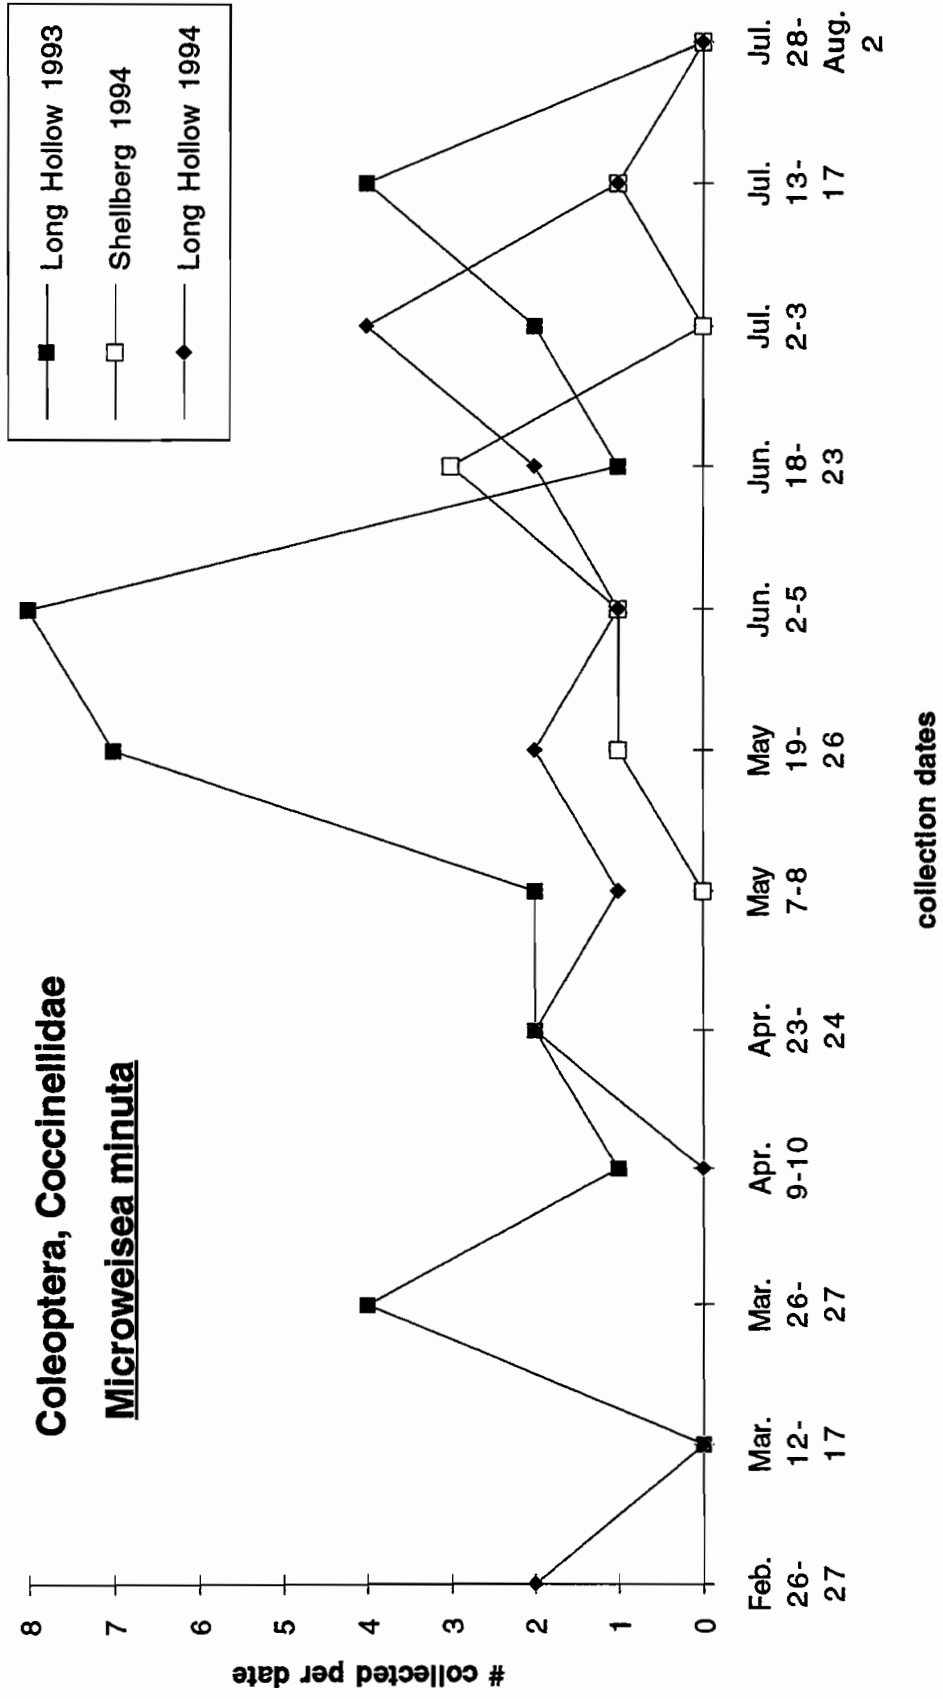 Coleoptera, Coccinellidae
Microweisea minuta
Long Hollow 1993
Shellberg 1994
Long Hollow 1994
# collected per date
8
7
6
5
4
3
2
1
0
Feb. 26-27
Mar. 12-17
Mar. 26-27
Apr. 9-10
Apr. 23-24
May 7-8
May 19-26
Jun. 2-5
Jun. 18-23
Jul. 2-3
Jul. 13-17
Jul. 28-Aug. 2
collection dates